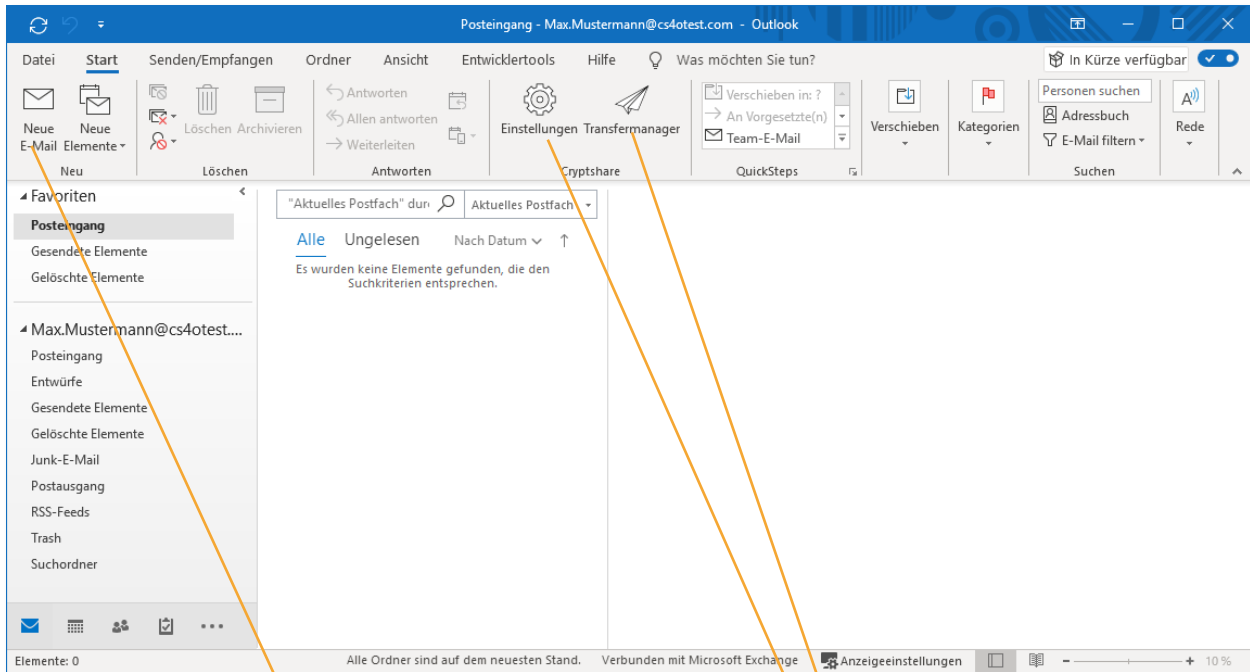 Posteingang - Max.Mustermann@cs4otest.com - Outlook
Datei Start Senden/Empfangen Ordner Ansicht Entwicklertools Hilfe Was möchten Sie tun? In Kürze verfügbar
Neue E-Mail
Neue Elemente
Neu
Löschen Archivieren
Löschen
Antworten
Allen antworten
Weiterleiten
Antworten
Einstellungen Transfermanager
Cryptshare
Verschieben in: ?
An Vorgesetzte(n)
Team-E-Mail
QuickSteps
Verschieben
Kategorien
Personen suchen
Adressbuch
E-Mail filtern
Suchen
Rede
Favoriten
Posteingang
Gesendete Elemente
Gelöschte Elemente
Max.Mustermann@cs4otest....
Posteingang
Entwürfe
Gesendete Elemente
Gelöschte Elemente
Junk-E-Mail
Postausgang
RSS-Feeds
Trash
Suchordner
"Aktuelles Postfach" dur Aktuelles Postfach
Alle Ungelesen Nach Datum
Es wurden keine Elemente gefunden, die den
Suchkriterien entsprechen.
Elemente: 0 Alle Ordner sind auf dem neuesten Stand. Verbunden mit Microsoft Exchange Anzeigeeinstellungen 10 %